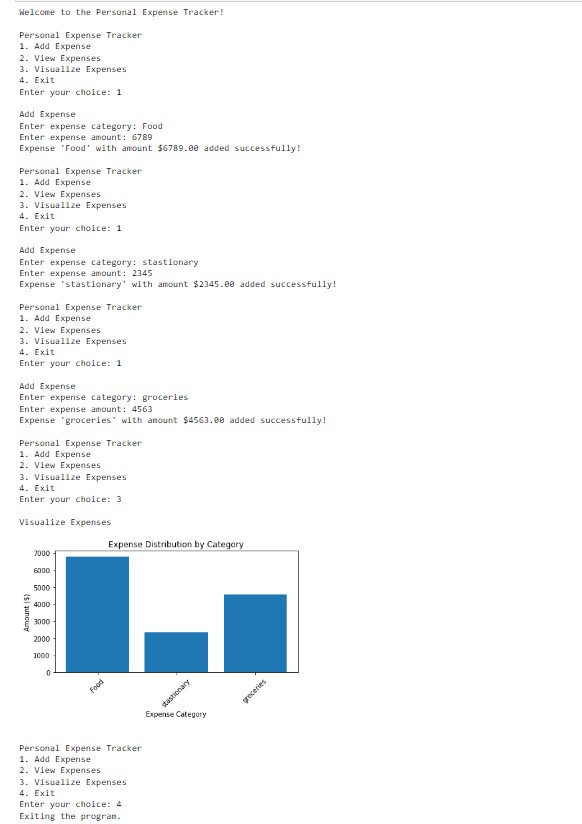 Welcome to the Personal Expense Tracker!
Personal Expense Tracker
1. Add Expense
2. View Expenses
3. Visualize Expenses
4. Exit
Enter your choice: 1
Add Expense
Enter expense category: Food
Enter expense amount: 6789
Expense 'Food' with amount $6789.00 added successfully!
Personal Expense Tracker
1. Add Expense
2. View Expenses
3. Visualize Expenses
4. Exit
Enter your choice: 1
Add Expense
Enter expense category: stastionary
Enter expense amount: 2345
Expense 'stastionary' with amount $2345.00 added successfully!
Personal Expense Tracker
1. Add Expense
2. View Expenses
3. Visualize Expenses
4. Exit
Enter your choice: 1
Add Expense
Enter expense category: groceries
Enter expense amount: 4563
Expense 'groceries' with amount $4563.00 added successfully!
Personal Expense Tracker
1. Add Expense
2. View Expenses
3. Visualize Expenses
4. Exit
Enter your choice: 3
Visualize Expenses
Expense Distribution by Category
7000
6000
5000
4000
3000
2000
1000
0
Amount ($)
Food
stastionary
groceries
Expense Category
Personal Expense Tracker
1. Add Expense
2. View Expenses
3. Visualize Expenses
4. Exit
Enter your choice: 4
Exiting the program.